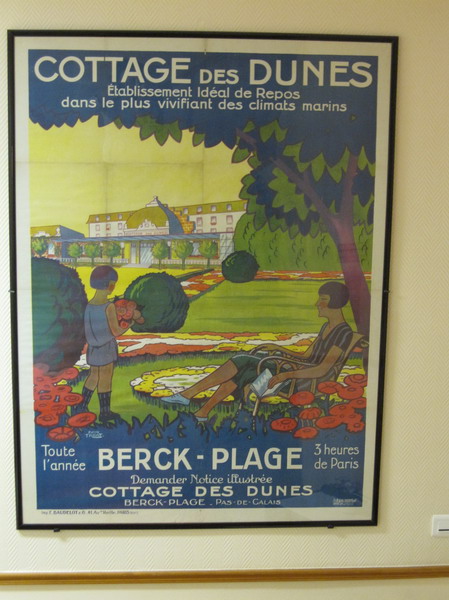 COTTAGE DES DUNES
Établissement Idéal de Repos
dans le plus vivifiant des climats marins
Toute
l'année
BERCK - PLAGE
3 heures
de Paris
Demander Notice illustrée
COTTAGE DES DUNES
BERCK-PLAGE _ PAS-DE-CALAIS